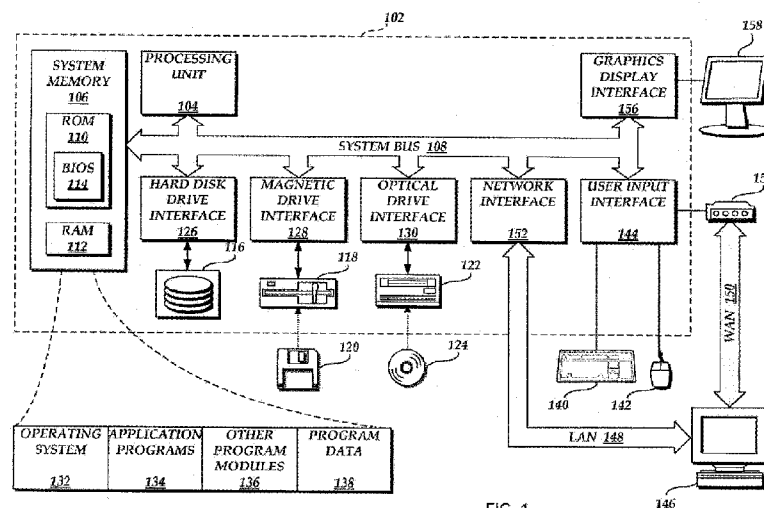 102
158
SYSTEM
MEMORY
106
ROM
110
BIOS
114
RAM
112
PROCESSING
UNIT
104
GRAPHICS
DISPLAY
INTERFACE
156
SYSTEM BUS 108
HARD DISK
DRIVE
INTERFACE
126
MAGNETIC
DRIVE
INTERFACE
128
OPTICAL
DRIVE
INTERFACE
130
NETWORK
INTERFACE
152
USER INPUT
INTERFACE
144
116
118
122
WAN 150
120
124
140
142
LAN 148
146
OPERATING
SYSTEM
132
APPLICATION
PROGRAMS
134
OTHER
PROGRAM
MODULES
136
PROGRAM
DATA
138